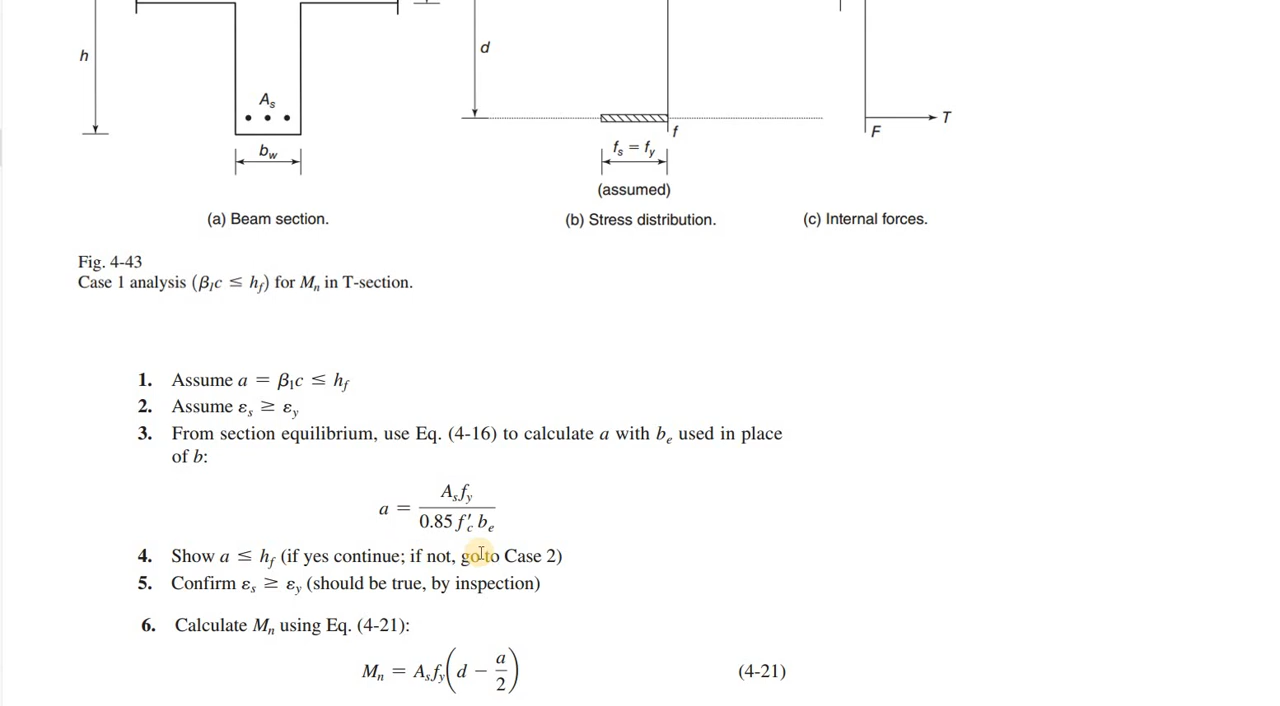 h
d
A_s
b_w
f_s = f_y
f
T
F
(assumed)
(a) Beam section.
(b) Stress distribution.
(c) Internal forces.
Fig. 4-43
Case 1 analysis (β₁c ≤ h_f) for M_n in T-section.
1. Assume a = β₁c ≤ h_f
2. Assume ε_s ≥ ε_y
3. From section equilibrium, use Eq. (4-16) to calculate a with b_e used in place
of b:
a = A_s f_y / 0.85 f'_c b_e
4. Show a ≤ h_f (if yes continue; if not, go to Case 2)
5. Confirm ε_s ≥ ε_y (should be true, by inspection)
6. Calculate M_n using Eq. (4-21):
M_n = A_s f_y (d − a/2) (4-21)